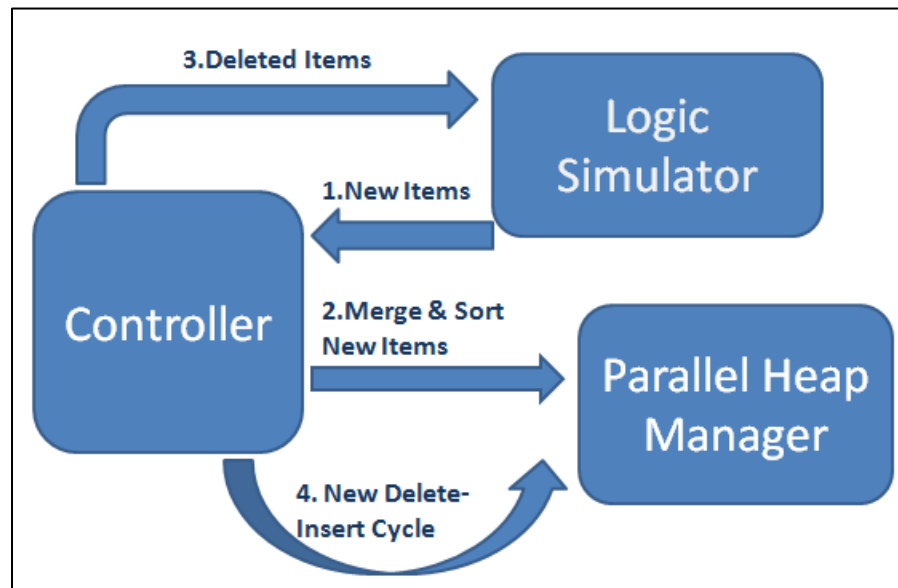 3.Deleted Items
Logic
Simulator
1.New Items
Controller
2.Merge & Sort
New Items
Parallel Heap
Manager
4. New Delete-
Insert Cycle